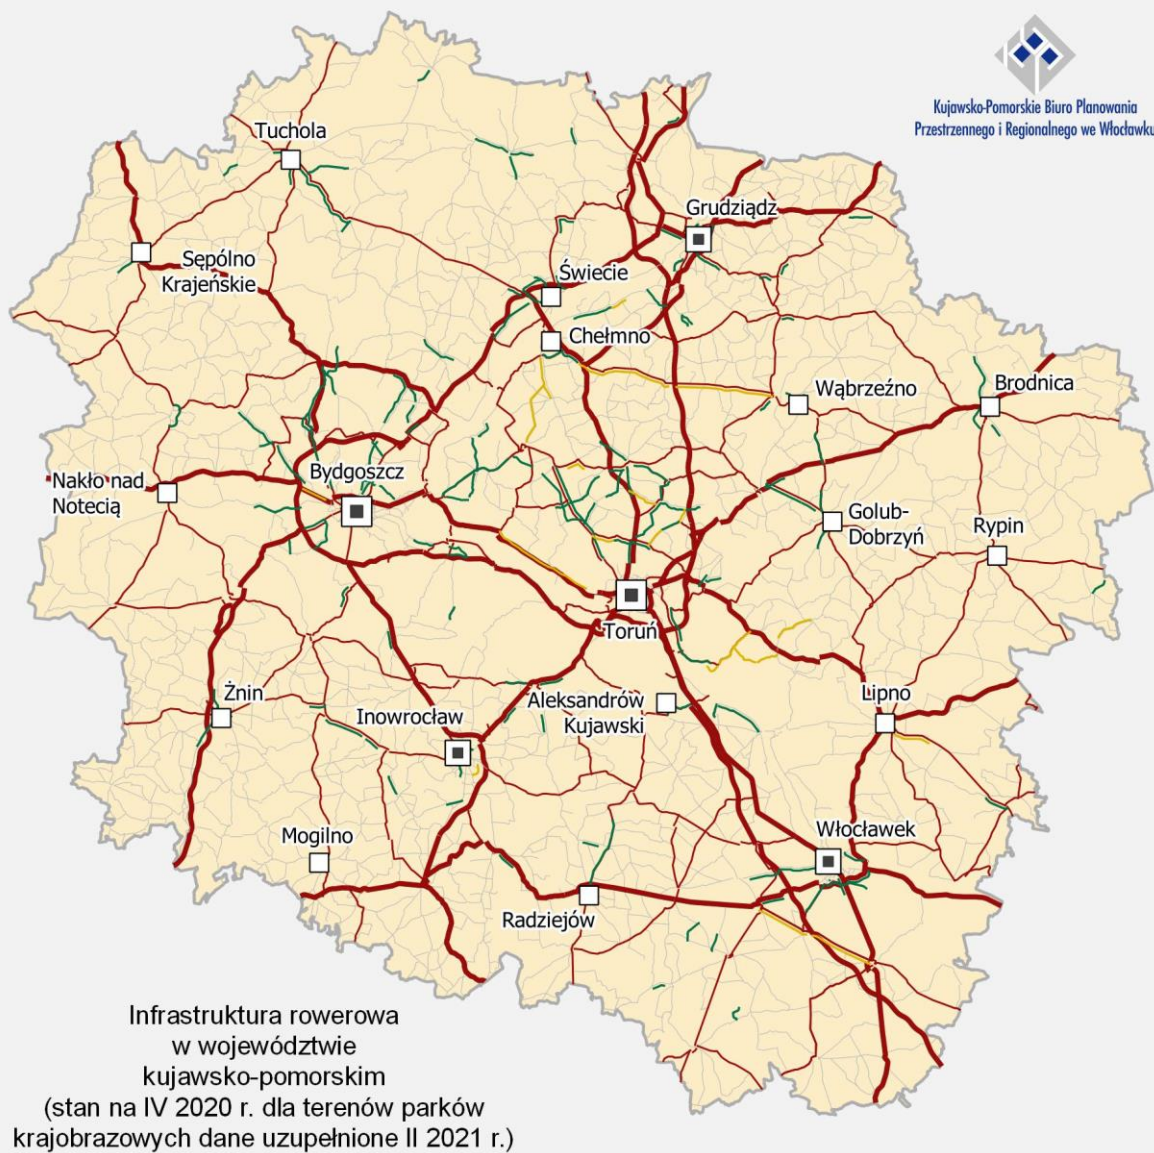 Kujawsko-Pomorskie Biuro Planowania
Przestrzennego i Regionalnego we Włocławku
Tuchola
Grudziądz
Sępólno
Krajeńskie
Świecie
Chełmno
Wąbrzeźno
Brodnica
Bydgoszcz
Nakło nad
Notecią
Golub-
Dobrzyń
Rypin
Toruń
Żnin
Inowrocław
Aleksandrów
Kujawski
Lipno
Mogilno
Włocławek
Radziejów
Infrastruktura rowerowa
w województwie
kujawsko-pomorskim
(stan na IV 2020 r. dla terenów parków
krajobrazowych dane uzupełnione II 2021 r.)